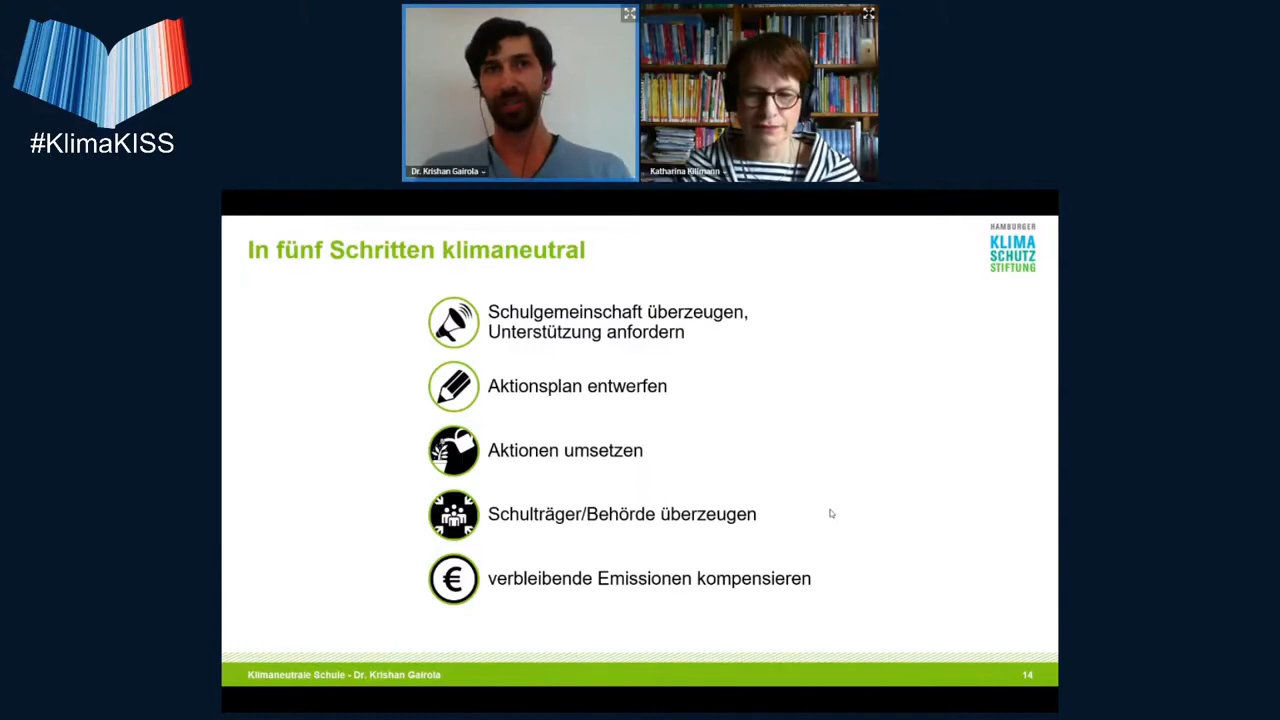 #KlimaKISS
Dr. Krishan Gairola
Katharina Killmann
In fünf Schritten klimaneutral
HAMBURGER
KLIMA
SCHUTZ
STIFTUNG
Schulgemeinschaft überzeugen,
Unterstützung anfordern
Aktionsplan entwerfen
Aktionen umsetzen
Schulträger/Behörde überzeugen
€ verbleibende Emissionen kompensieren
Klimaneutrale Schule - Dr. Krishan Gairola
14